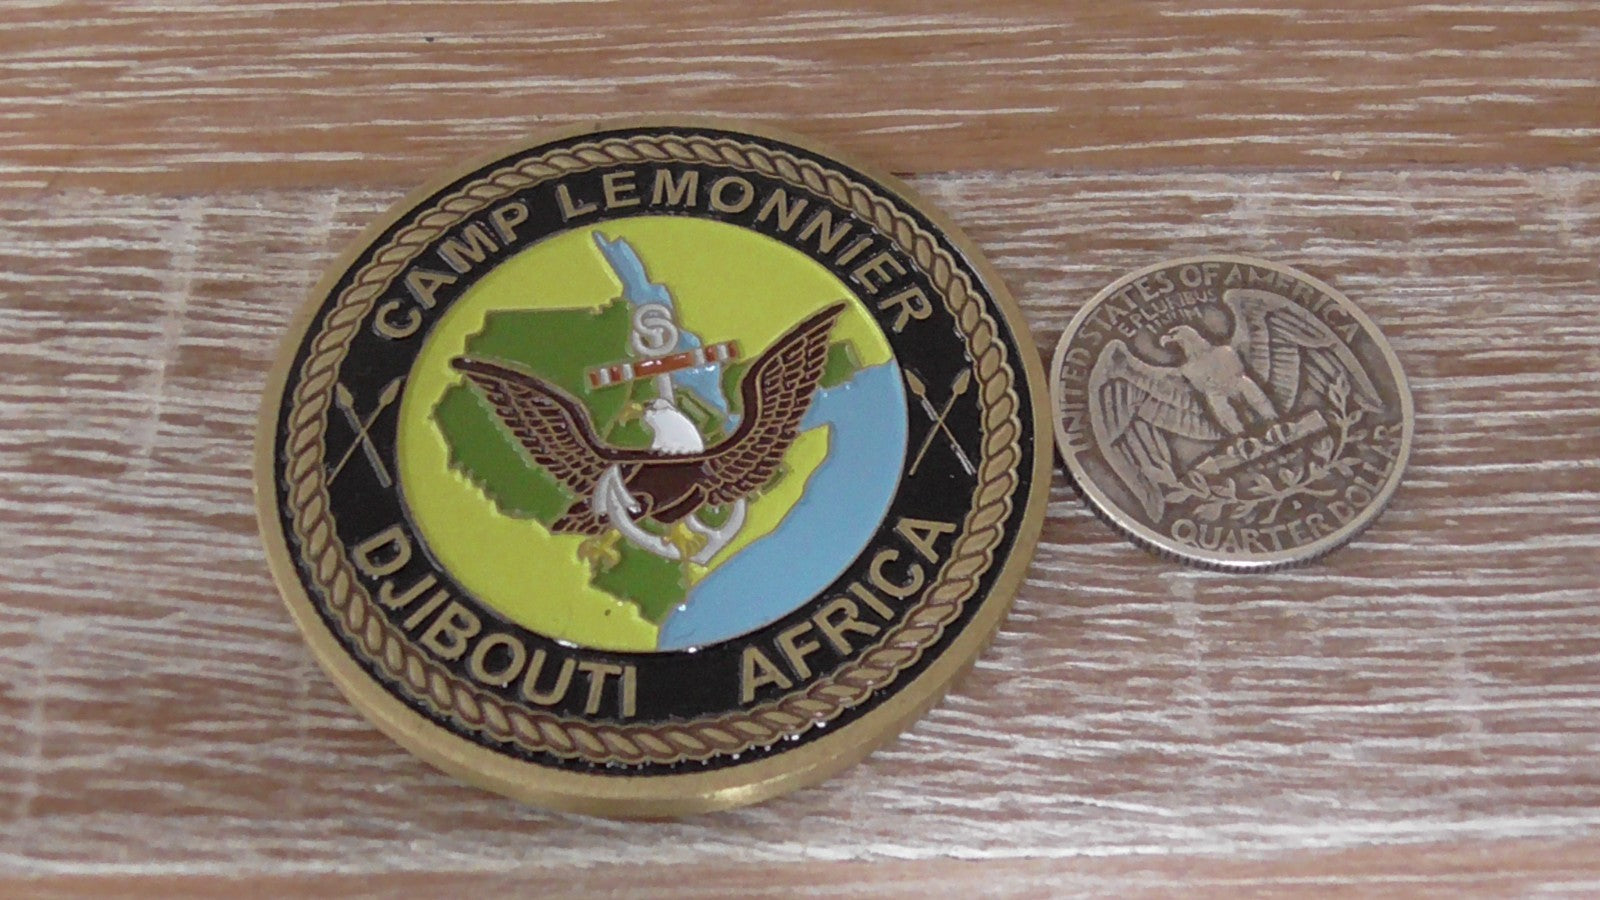 CAMP LEMONNIER
S
DJIBOUTI AFRICA
UNITED STATES OF AMERICA
E.PLURIBUS
UNUM
QUARTER DOLLAR